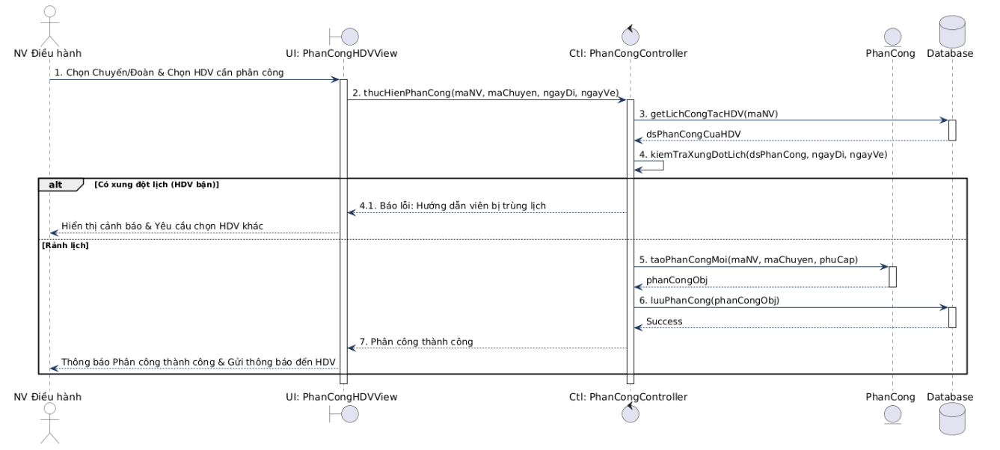 NV Điều hành
UI: PhanCongHDVView
Ctl: PhanCongController
PhanCong
Database
1. Chọn Chuyến/Đoàn & Chọn HDV cần phân công
2. thucHienPhanCong(maNV, maChuyen, ngayDi, ngayVe)
3. getLichCongTacHDV(maNV)
dsPhanCongCuaHDV
4. kiemTraXungDotLich(dsPhanCong, ngayDi, ngayVe)
alt
[Có xung đột lịch (HDV bận)]
4.1. Báo lỗi: Hướng dẫn viên bị trùng lịch
Hiển thị cảnh báo & Yêu cầu chọn HDV khác
[Rảnh lịch]
5. taoPhanCongMoi(maNV, maChuyen, phuCap)
phanCongObj
6. luuPhanCong(phanCongObj)
Success
7. Phân công thành công
Thông báo Phân công thành công & Gửi thông báo đến HDV
NV Điều hành
UI: PhanCongHDVView
Ctl: PhanCongController
PhanCong
Database